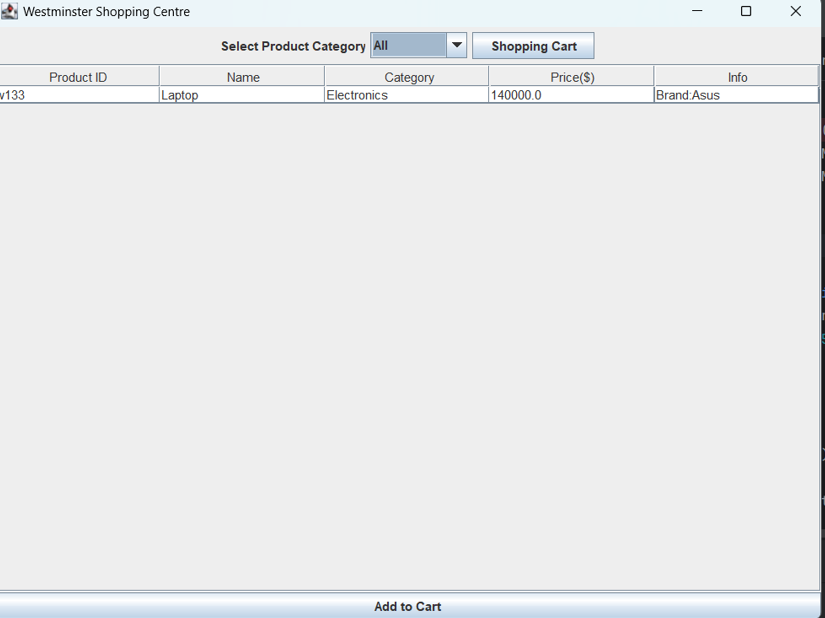 Westminster Shopping Centre
Select Product Category All Shopping Cart
Product ID Name Category Price($) Info
w133 Laptop Electronics 140000.0 Brand:Asus
Add to Cart